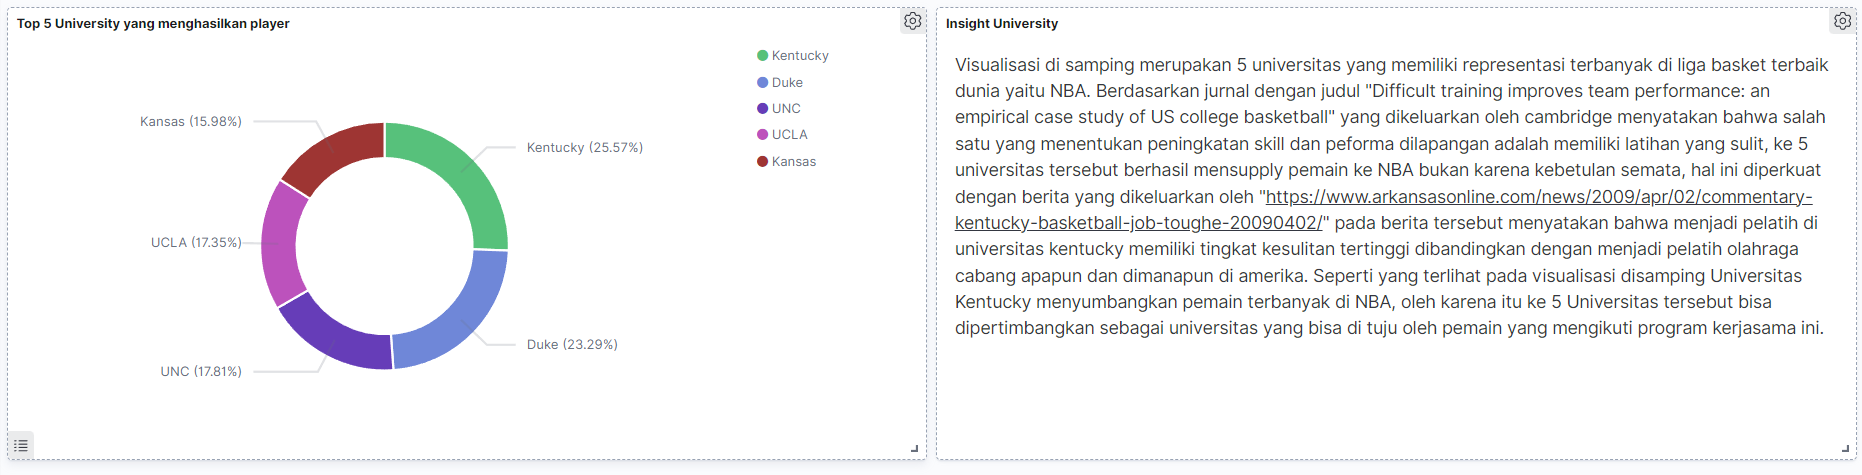 Top 5 University yang menghasilkan player
Kentucky
Duke
UNC
UCLA
Kansas
Kansas (15.98%)
Kentucky (25.57%)
UCLA (17.35%)
Duke (23.29%)
UNC (17.81%)
Insight University
Visualisasi di samping merupakan 5 universitas yang memiliki representasi terbanyak di liga basket terbaik
dunia yaitu NBA. Berdasarkan jurnal dengan judul "Difficult training improves team performance: an
empirical case study of US college basketball" yang dikeluarkan oleh cambridge menyatakan bahwa salah
satu yang menentukan peningkatan skill dan peforma dilapangan adalah memiliki latihan yang sulit, ke 5
universitas tersebut berhasil mensupply pemain ke NBA bukan karena kebetulan semata, hal ini diperkuat
dengan berita yang dikeluarkan oleh "https://www.arkansasonline.com/news/2009/apr/02/commentary-
kentucky-basketball-job-toughe-20090402/" pada berita tersebut menyatakan bahwa menjadi pelatih di
universitas kentucky memiliki tingkat kesulitan tertinggi dibandingkan dengan menjadi pelatih olahraga
cabang apapun dan dimanapun di amerika. Seperti yang terlihat pada visualisasi disamping Universitas
Kentucky menyumbangkan pemain terbanyak di NBA, oleh karena itu ke 5 Universitas tersebut bisa
dipertimbangkan sebagai universitas yang bisa di tuju oleh pemain yang mengikuti program kerjasama ini.